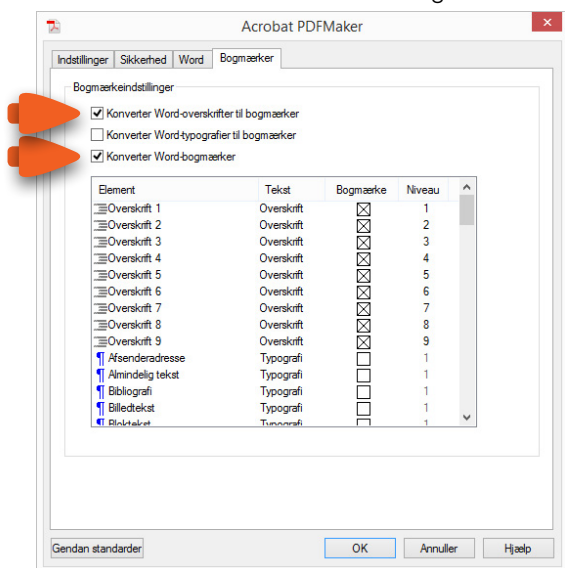 Acrobat PDFMaker
Indstillinger Sikkerhed Word Bogmærker
Bogmærkeindstillinger
Konverter Word-overskrifter til bogmærker
Konverter Word-typografier til bogmærker
Konverter Word-bogmærker
Element Tekst Bogmærke Niveau
Overskrift 1 Overskrift 1
Overskrift 2 Overskrift 2
Overskrift 3 Overskrift 3
Overskrift 4 Overskrift 4
Overskrift 5 Overskrift 5
Overskrift 6 Overskrift 6
Overskrift 7 Overskrift 7
Overskrift 8 Overskrift 8
Overskrift 9 Overskrift 9
¶ Afsenderadresse Typografi 1
¶ Almindelig tekst Typografi 1
¶ Bibliografi Typografi 1
¶ Billedtekst Typografi 1
¶ Bloktekst Typografi 1
Gendan standarder OK Annuller Hjælp